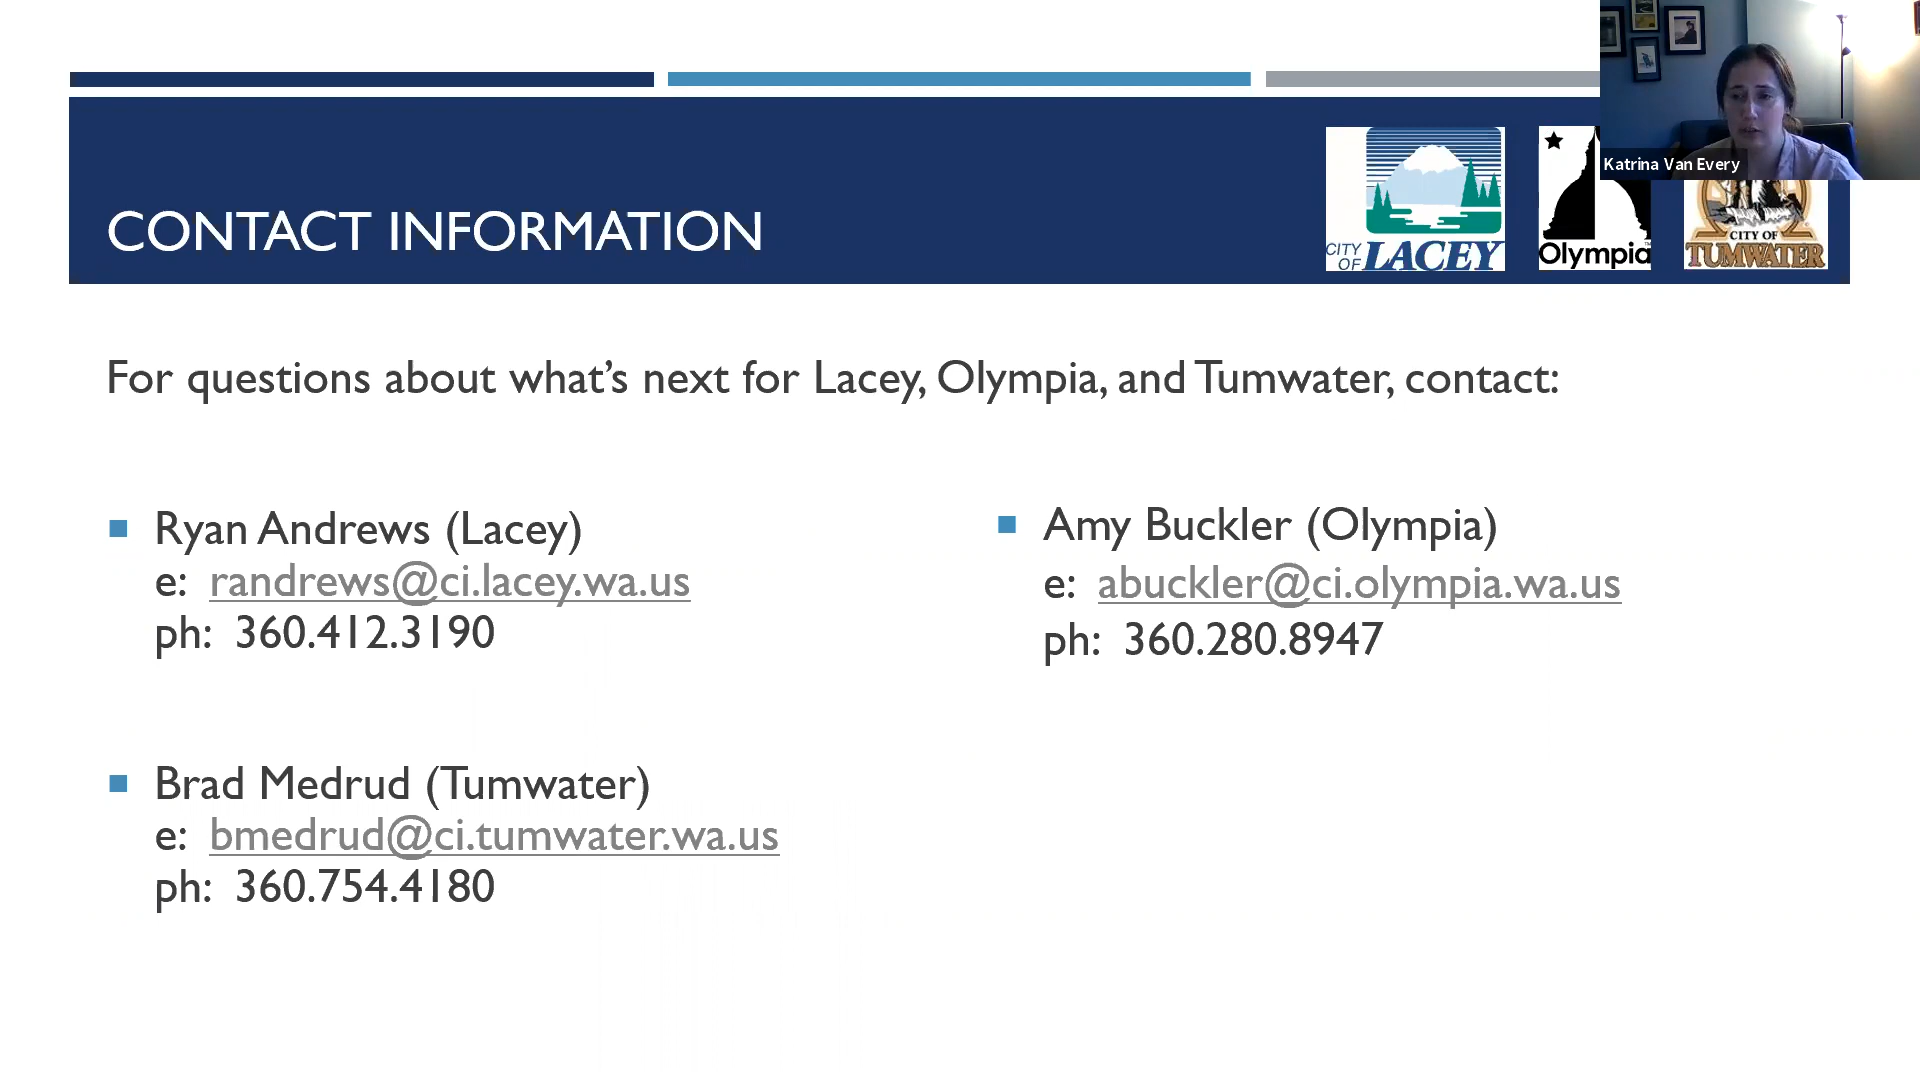 Katrina Van Every
CONTACT INFORMATION
CITY OF LACEY
Olympia™
CITY OF
TUMWATER
For questions about what's next for Lacey, Olympia, and Tumwater, contact:
Ryan Andrews (Lacey)
e: randrews@ci.lacey.wa.us
ph: 360.412.3190
Brad Medrud (Tumwater)
e: bmedrud@ci.tumwater.wa.us
ph: 360.754.4180
Amy Buckler (Olympia)
e: abuckler@ci.olympia.wa.us
ph: 360.280.8947